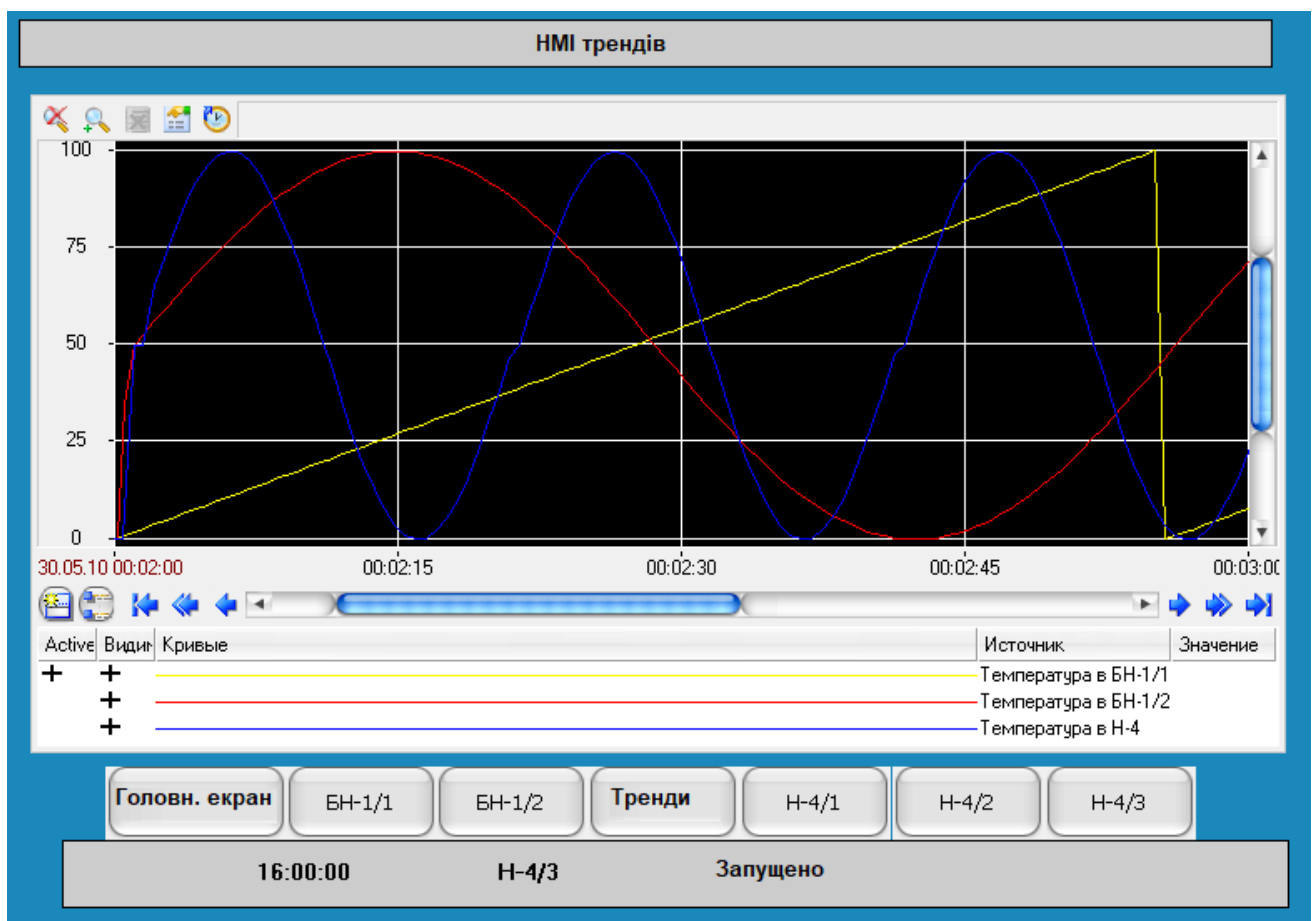 HMI трендів
100
75
50
25
0
30.05.10 00:02:00 00:02:15 00:02:30 00:02:45 00:03:0
Active Видим Кривые Источник Значение
Температура в БН-1/1
Температура в БН-1/2
Температура в Н-4
Головн. екран БН-1/1 БН-1/2 Тренди Н-4/1 Н-4/2 Н-4/3
16:00:00 Н-4/3 Запущено